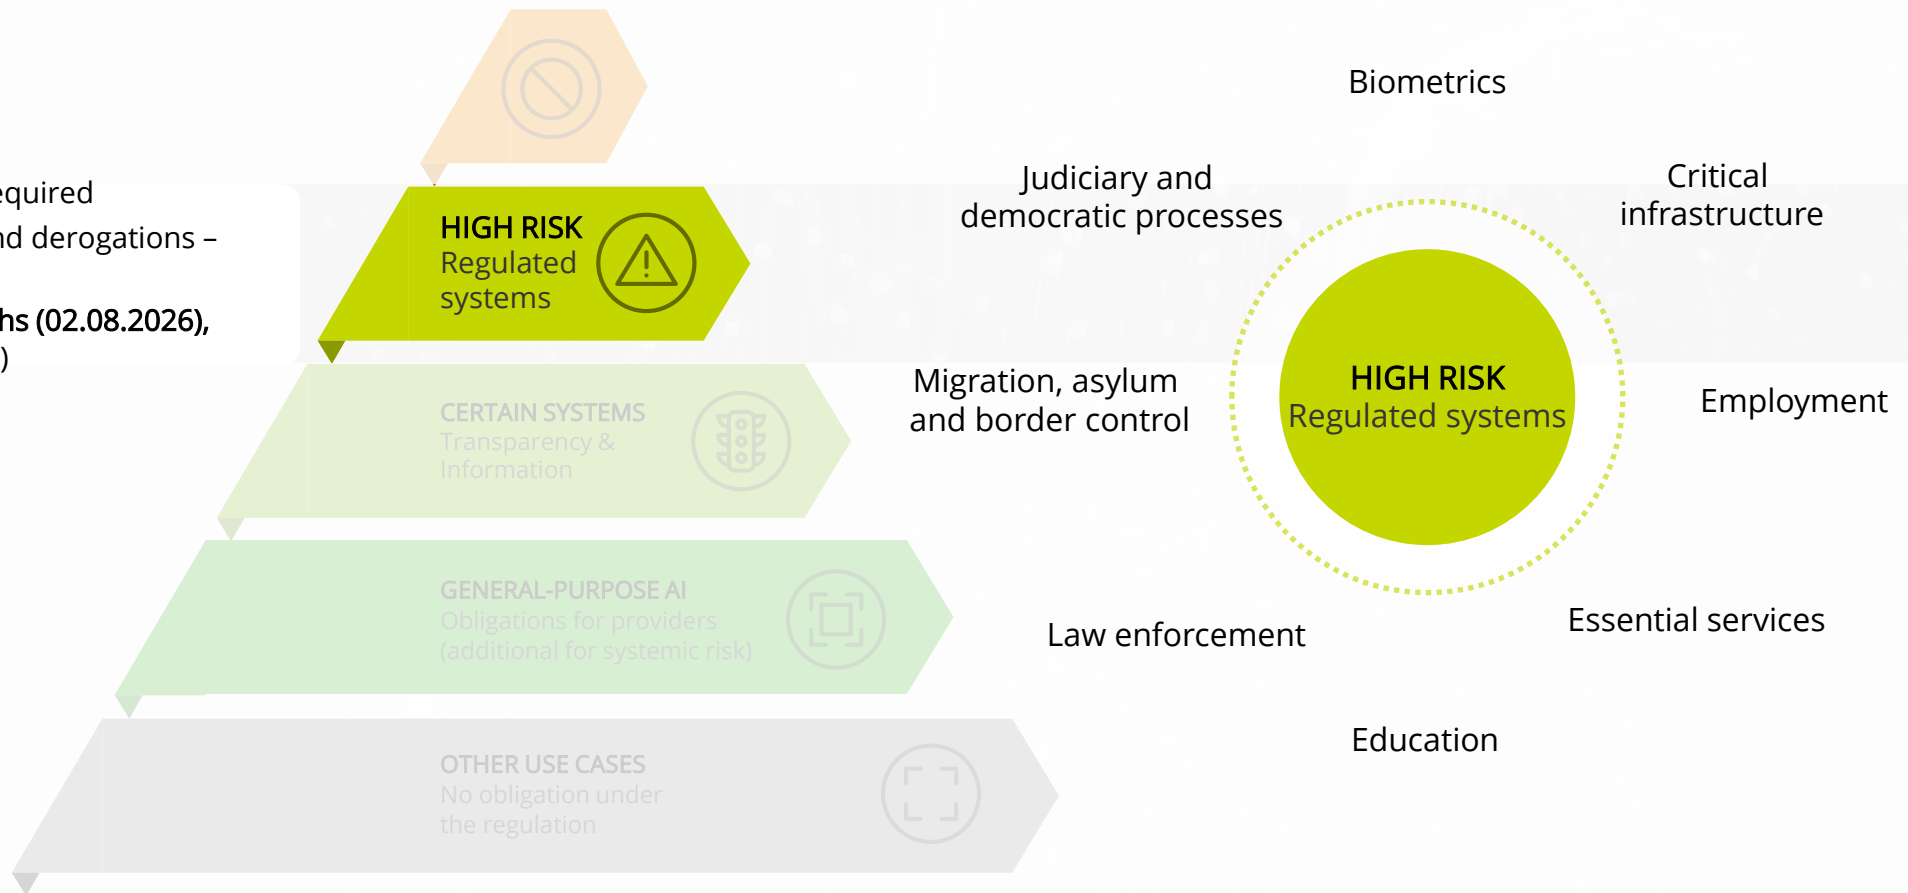 equired
nd derogations –
hs (02.08.2026),
)
HIGH RISK
Regulated
systems
CERTAIN SYSTEMS
Transparency &
Information
GENERAL-PURPOSE AI
Obligations for providers
(additional for systemic risk)
OTHER USE CASES
No obligation under
the regulation
Biometrics
Judiciary and
democratic processes
Critical
infrastructure
Migration, asylum
and border control
HIGH RISK
Regulated systems
Employment
Law enforcement
Essential services
Education